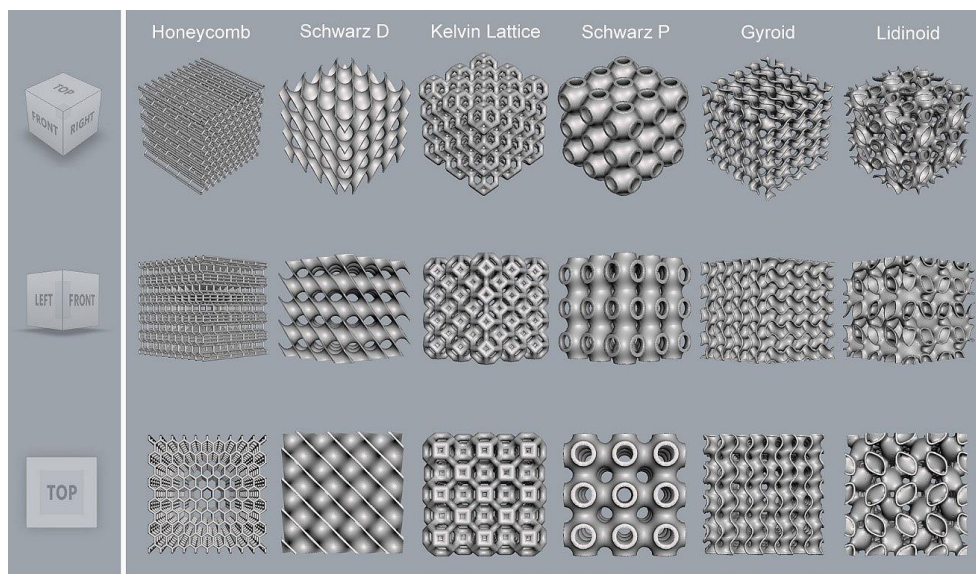 Honeycomb Schwarz D Kelvin Lattice Schwarz P Gyroid Lidinoid
TOP
FRONT RIGHT
LEFT FRONT
TOP